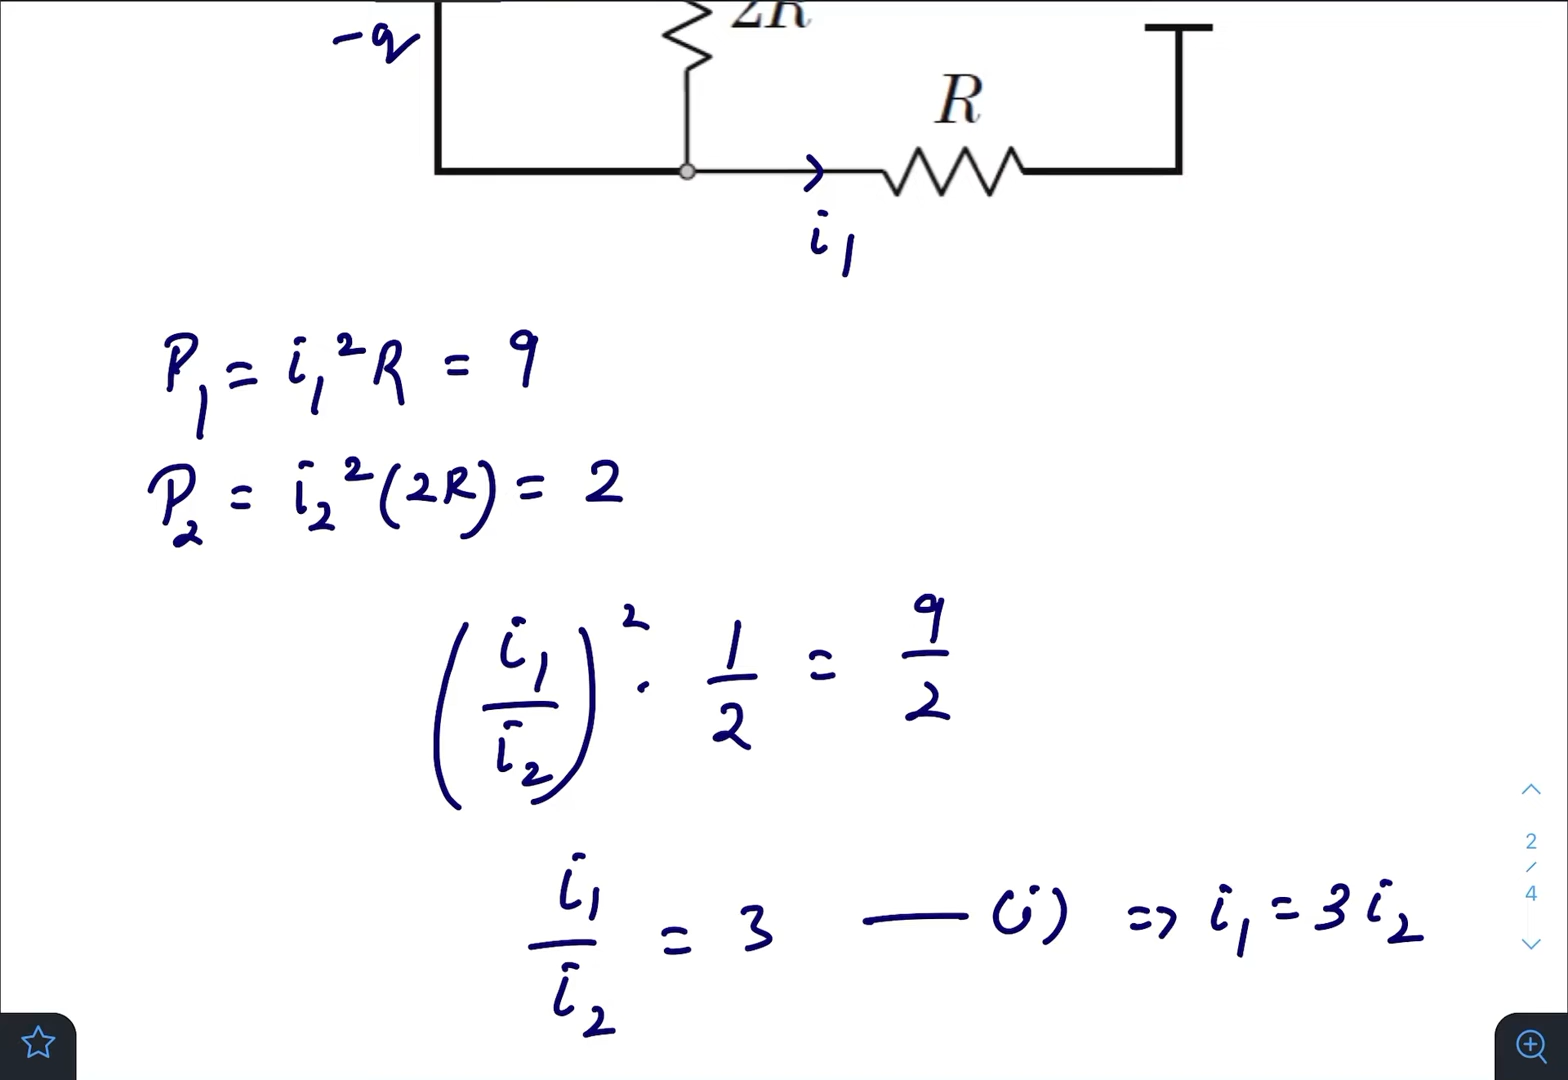 -q
2R
R
i₁
P₁ = i₁²R = 9
P₂ = i₂²(2R) = 2
(i₁/i₂)² · 1/2 = 9/2
i₁/i₂ = 3 —— (i) => i₁ = 3i₂
2
/
4